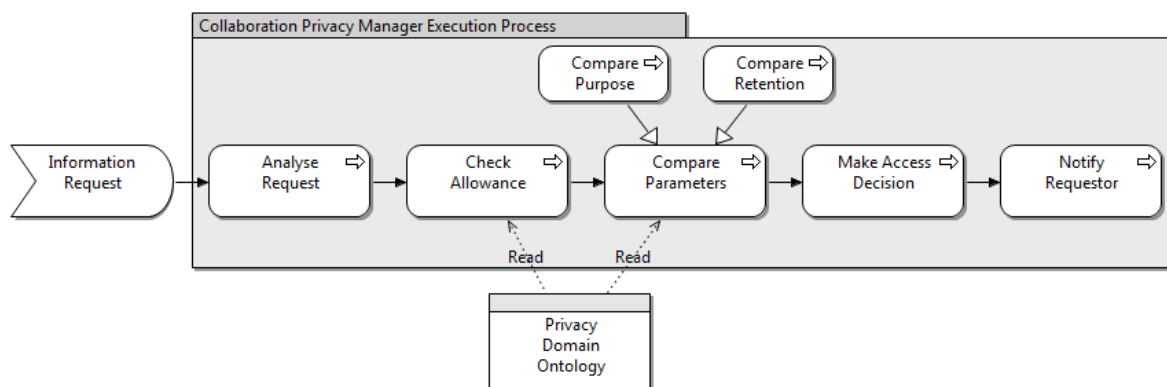 Collaboration Privacy Manager Execution Process
Compare
Purpose
Compare
Retention
Information
Request
Analyse
Request
Check
Allowance
Compare
Parameters
Make Access
Decision
Notify
Requestor
Read
Read
Privacy
Domain
Ontology